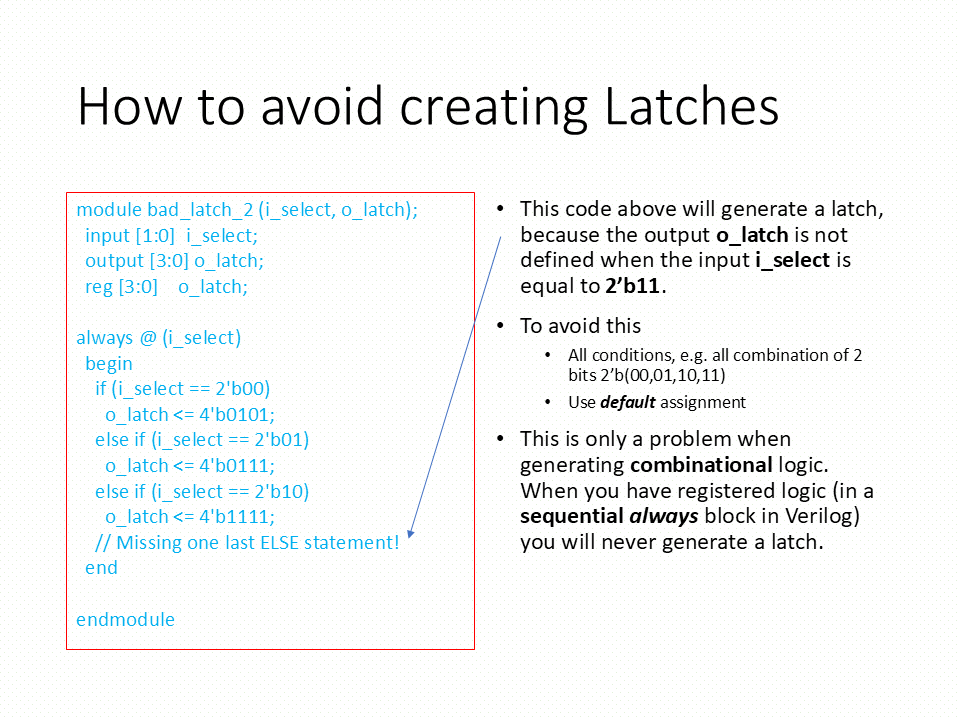 How to avoid creating Latches
module bad_latch_2 (i_select, o_latch);
input [1:0]  i_select;
output [3:0] o_latch;
reg [3:0]    o_latch;
always @ (i_select)
begin
if (i_select == 2'b00)
o_latch <= 4'b0101;
else if (i_select == 2'b01)
o_latch <= 4'b0111;
else if (i_select == 2'b10)
o_latch <= 4'b1111;
// Missing one last ELSE statement!
end
endmodule
• This code above will generate a latch,
because the output o_latch is not
defined when the input i_select is
equal to 2’b11.
• To avoid this
• All conditions, e.g. all combination of 2
bits 2’b(00,01,10,11)
• Use default assignment
• This is only a problem when
generating combinational logic.
When you have registered logic (in a
sequential always block in Verilog)
you will never generate a latch.